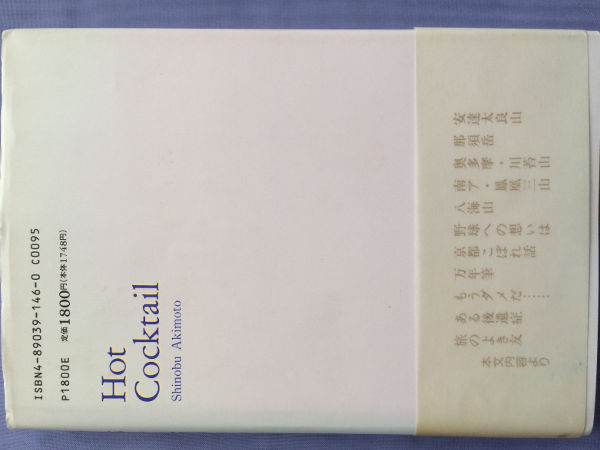 ISBN4-89039-146-0 C0095
P1800E 定価1800円(本体1748円)
Hot
Cocktail
Shinobu Akimoto
安達太良山
那須岳
奥多摩・川苔山
南ア・鳳凰三山
八海山
野球への想いは
京都こぼれ話
万年筆
もうダメだ……
ある後遺症
旅のよき友
本文内容より